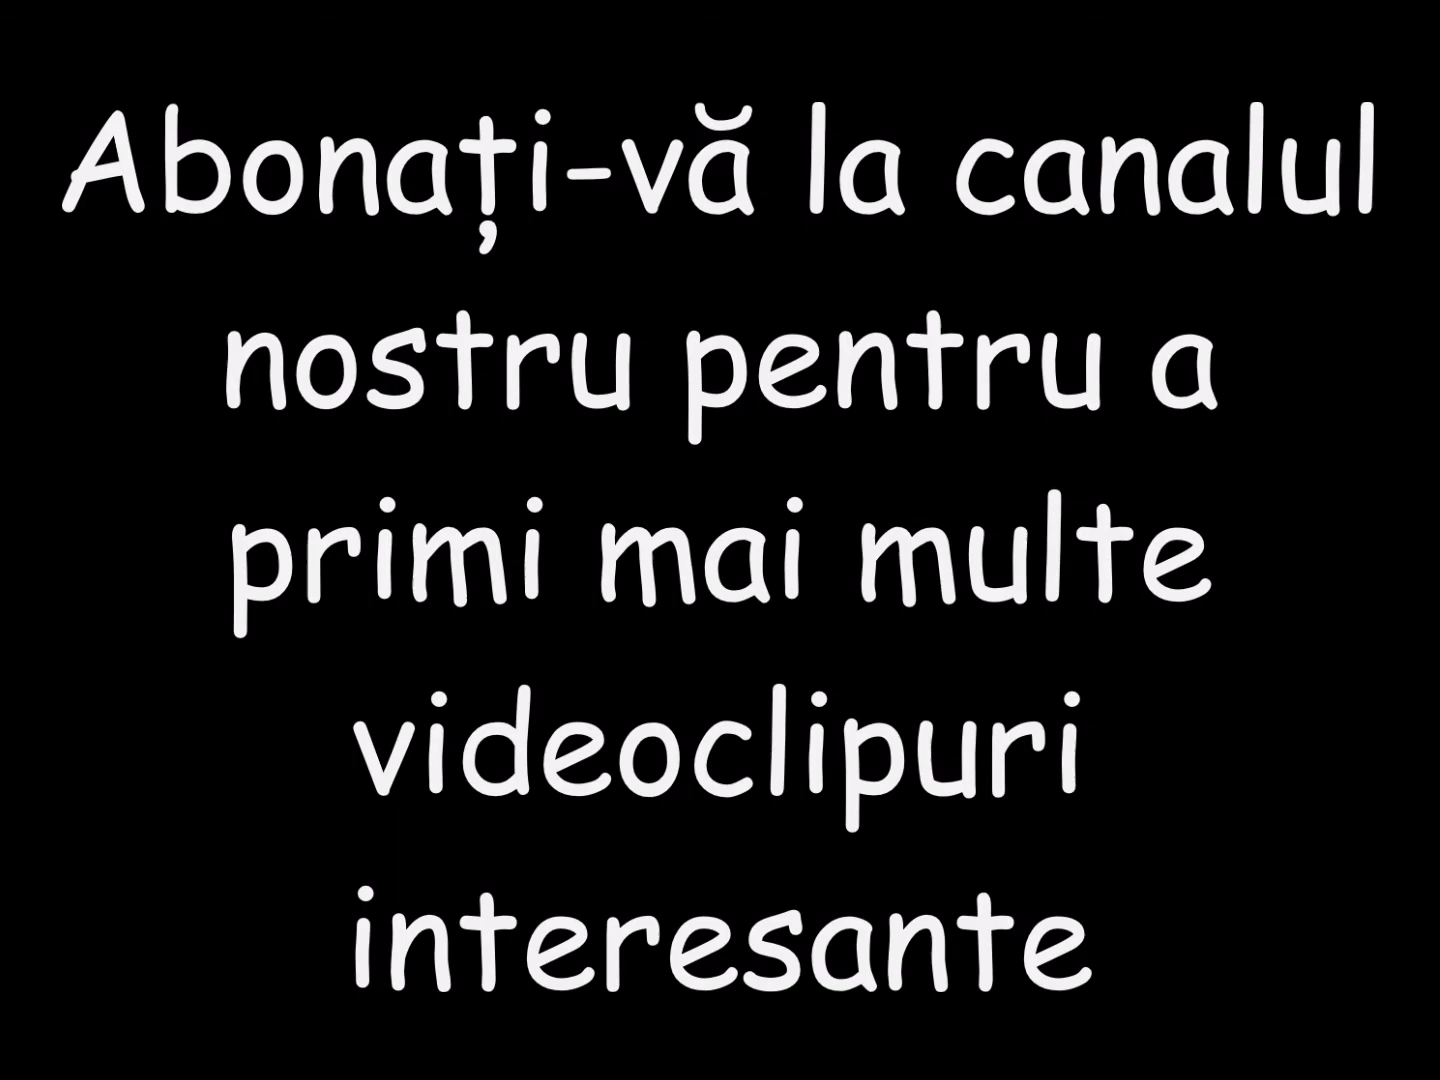 Abonați-vă la canalul
nostru pentru a
primi mai multe
videoclipuri
interesante